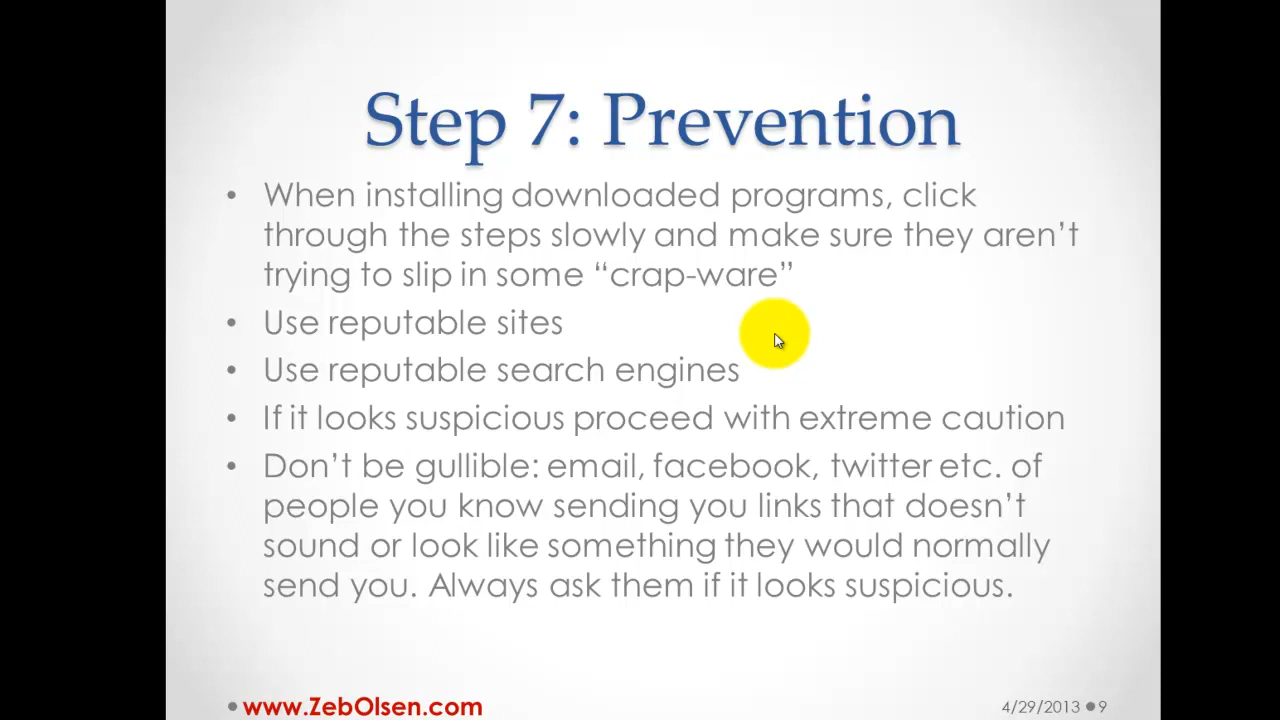 Step 7: Prevention
• When installing downloaded programs, click
through the steps slowly and make sure they aren’t
trying to slip in some “crap-ware”
• Use reputable sites
• Use reputable search engines
• If it looks suspicious proceed with extreme caution
• Don’t be gullible: email, facebook, twitter etc. of
people you know sending you links that doesn’t
sound or look like something they would normally
send you. Always ask them if it looks suspicious.
• www.ZebOlsen.com
4/29/2013 • 9